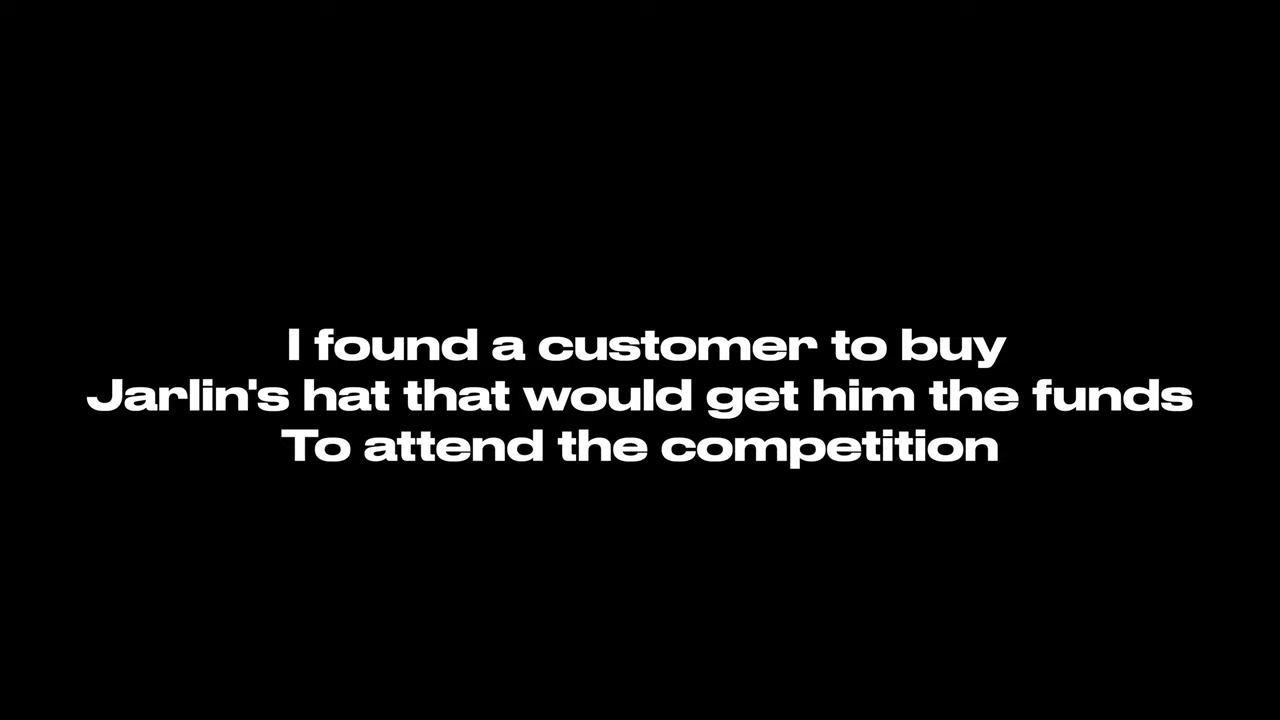 I found a customer to buy
Jarlin's hat that would get him the funds
To attend the competition